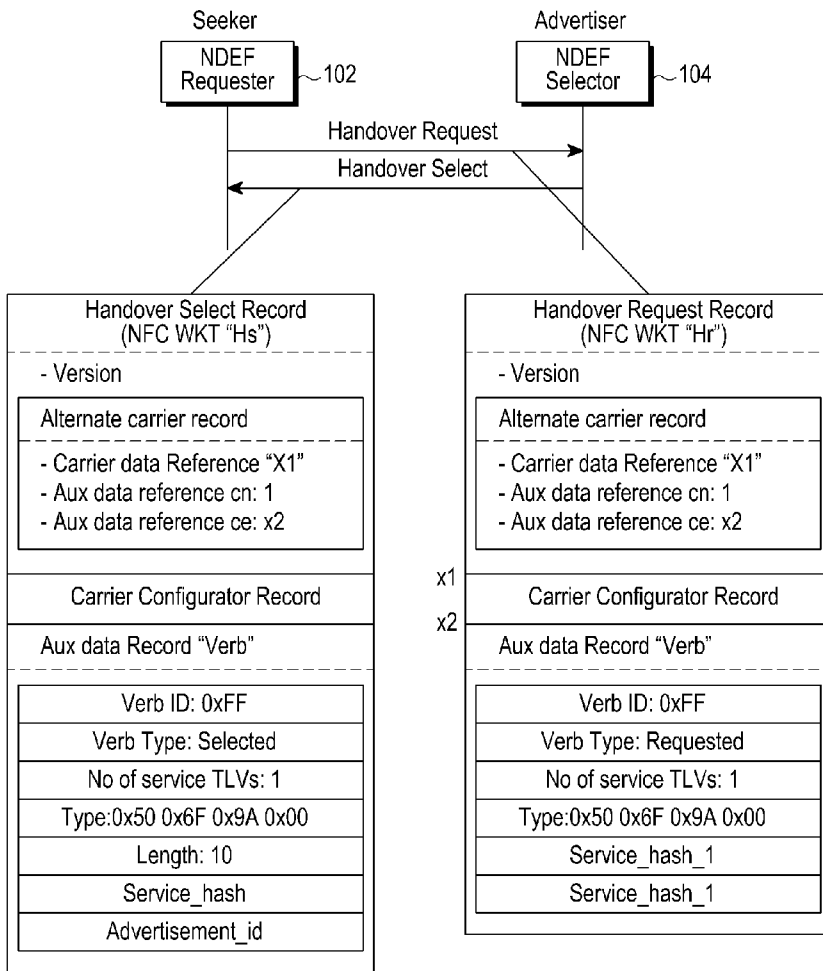 Seeker
NDEF
Requester
102
Advertiser
NDEF
Selector
104
Handover Request
Handover Select
Handover Select Record
(NFC WKT “Hs”)
- Version
Alternate carrier record
- Carrier data Reference “X1”
- Aux data reference cn: 1
- Aux data reference ce: x2
Carrier Configurator Record
Aux data Record “Verb”
Verb ID: 0xFF
Verb Type: Selected
No of service TLVs: 1
Type:0x50 0x6F 0x9A 0x00
Length: 10
Service_hash
Advertisement_id
Handover Request Record
(NFC WKT “Hr”)
- Version
Alternate carrier record
- Carrier data Reference “X1”
- Aux data reference cn: 1
- Aux data reference ce: x2
x1
Carrier Configurator Record
x2
Aux data Record “Verb”
Verb ID: 0xFF
Verb Type: Requested
No of service TLVs: 1
Type:0x50 0x6F 0x9A 0x00
Service_hash_1
Service_hash_1